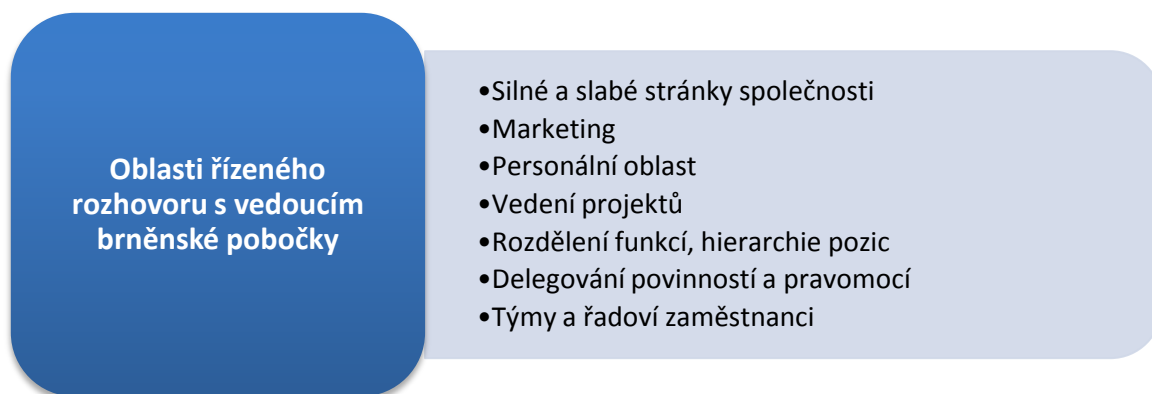 Oblasti řízeného
rozhovoru s vedoucím
brněnské pobočky
•Silné a slabé stránky společnosti
•Marketing
•Personální oblast
•Vedení projektů
•Rozdělení funkcí, hierarchie pozic
•Delegování povinností a pravomocí
•Týmy a řadoví zaměstnanci